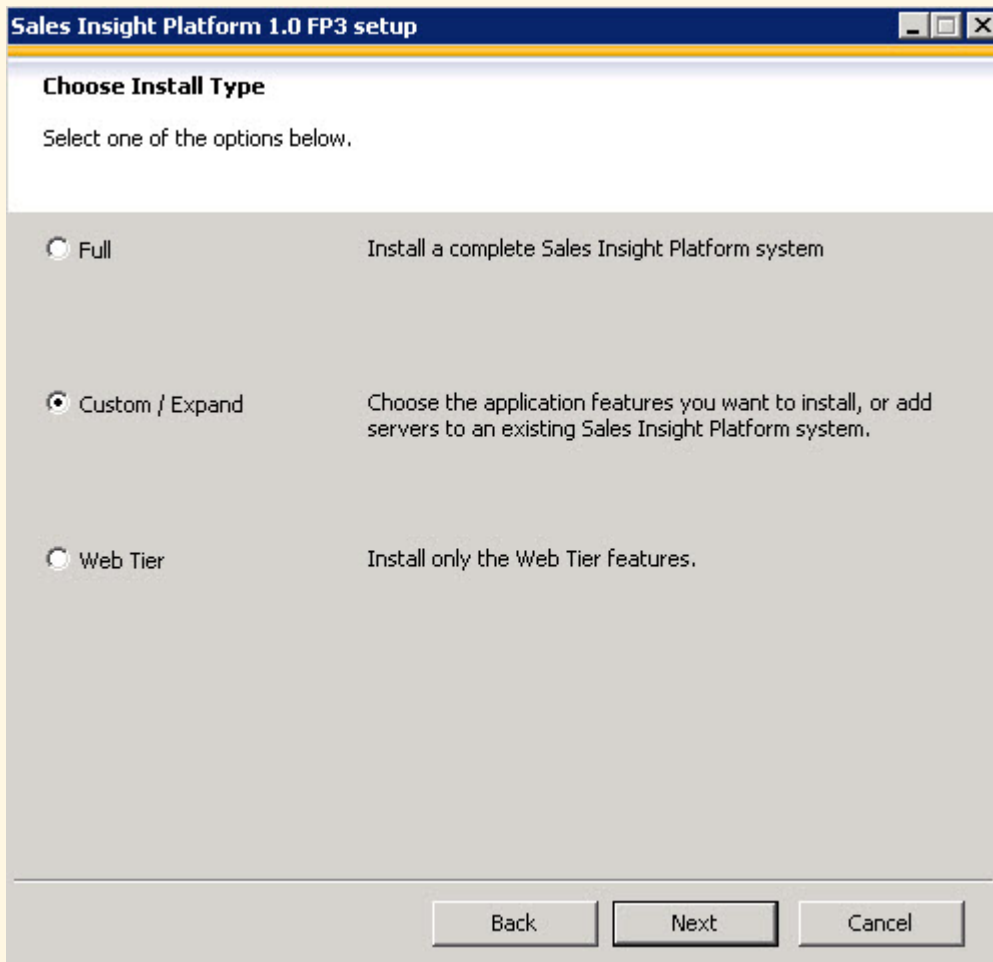 Sales Insight Platform 1.0 FP3 setup
Choose Install Type
Select one of the options below.
Full
Install a complete Sales Insight Platform system
Custom / Expand
Choose the application features you want to install, or add
servers to an existing Sales Insight Platform system.
Web Tier
Install only the Web Tier features.
Back
Next
Cancel